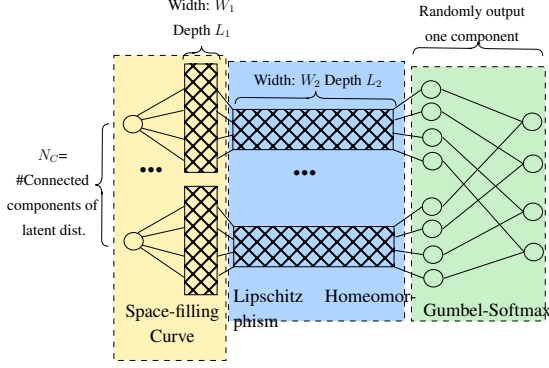 Width: W₁
Depth L₁
Randomly output
one component
Width: W₂ Depth L₂
N_C=
#Connected
components of
latent dist.
•••
•••
Space-filling
Curve
Lipschitz Homeomor-
phism
Gumbel-Softmax